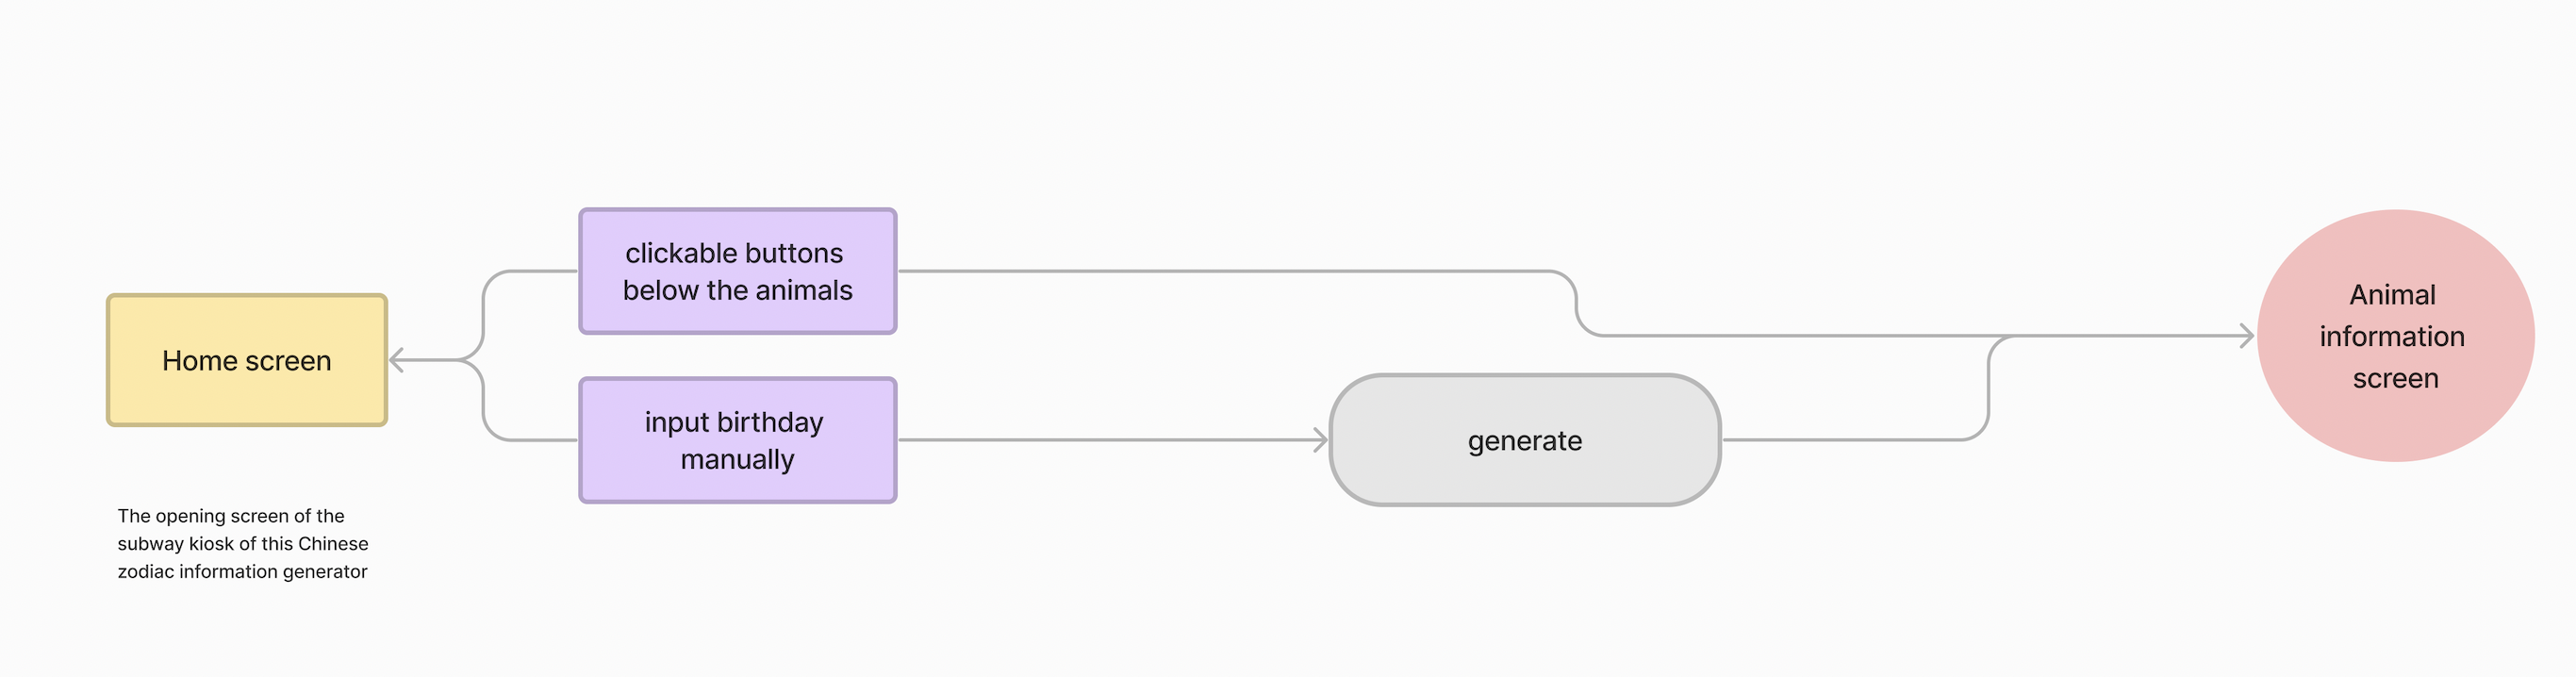 Home screen
The opening screen of the
subway kiosk of this Chinese
zodiac information generator
clickable buttons
below the animals
input birthday
manually
generate
Animal
information
screen